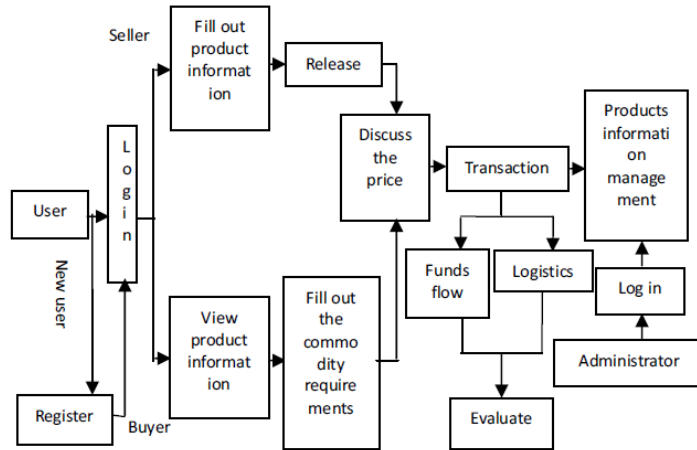 Seller
Fill out
product
informat
ion
Release
Discuss
the
price
Transaction
Products
informati
on
manage
ment
L
o
g
i
n
User
New user
Register
Buyer
View
product
informat
ion
Fill out
the
commo
dity
require
ments
Funds
flow
Logistics
Log in
Administrator
Evaluate